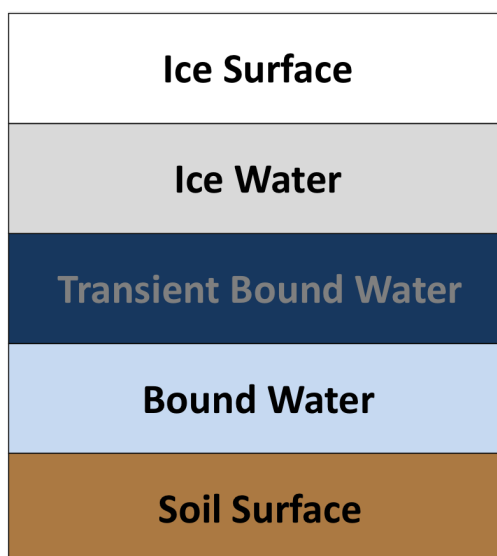 Ice Surface
Ice Water
Transient Bound Water
Bound Water
Soil Surface